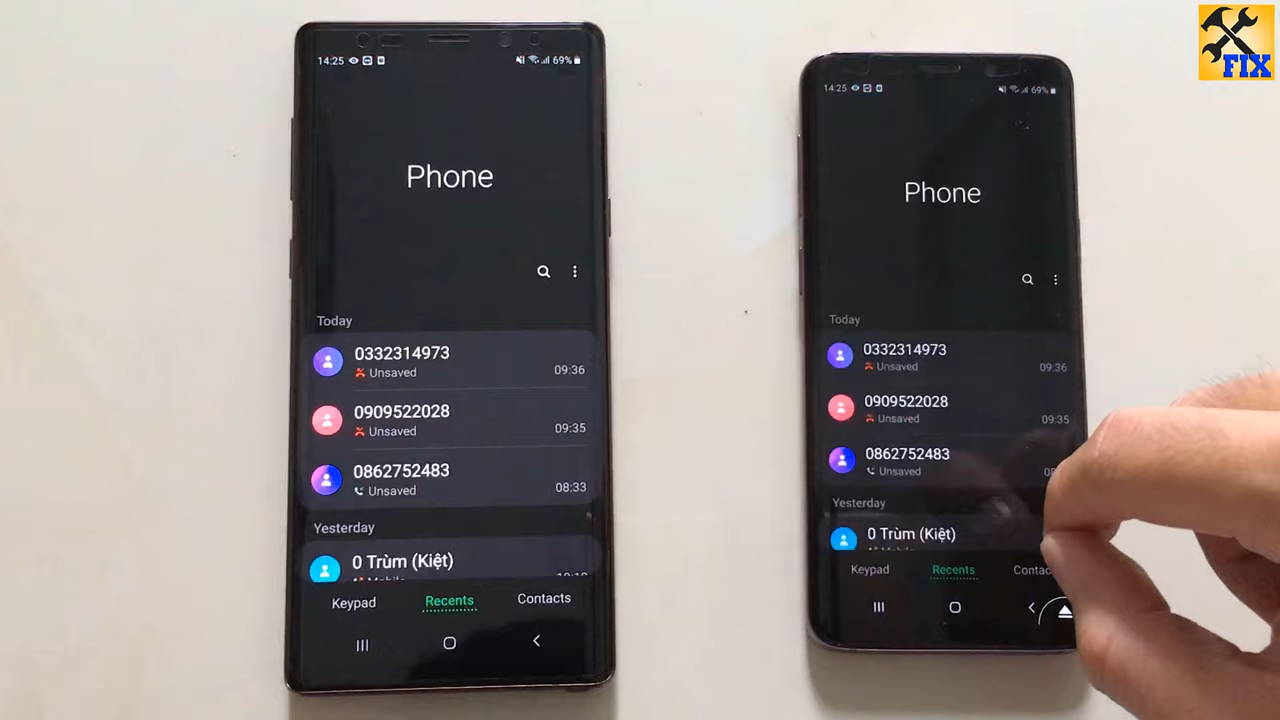 FIX
14:25
69%
Phone
Today
0332314973
Unsaved
09:36
0909522028
Unsaved
09:35
0862752483
Unsaved
08:33
Yesterday
0 Trùm (Kiệt)
Keypad
Recents
Contacts
14:25
69%
Phone
Today
0332314973
Unsaved
09:36
0909522028
Unsaved
09:35
0862752483
Unsaved
Yesterday
0 Trùm (Kiệt)
Keypad
Recents